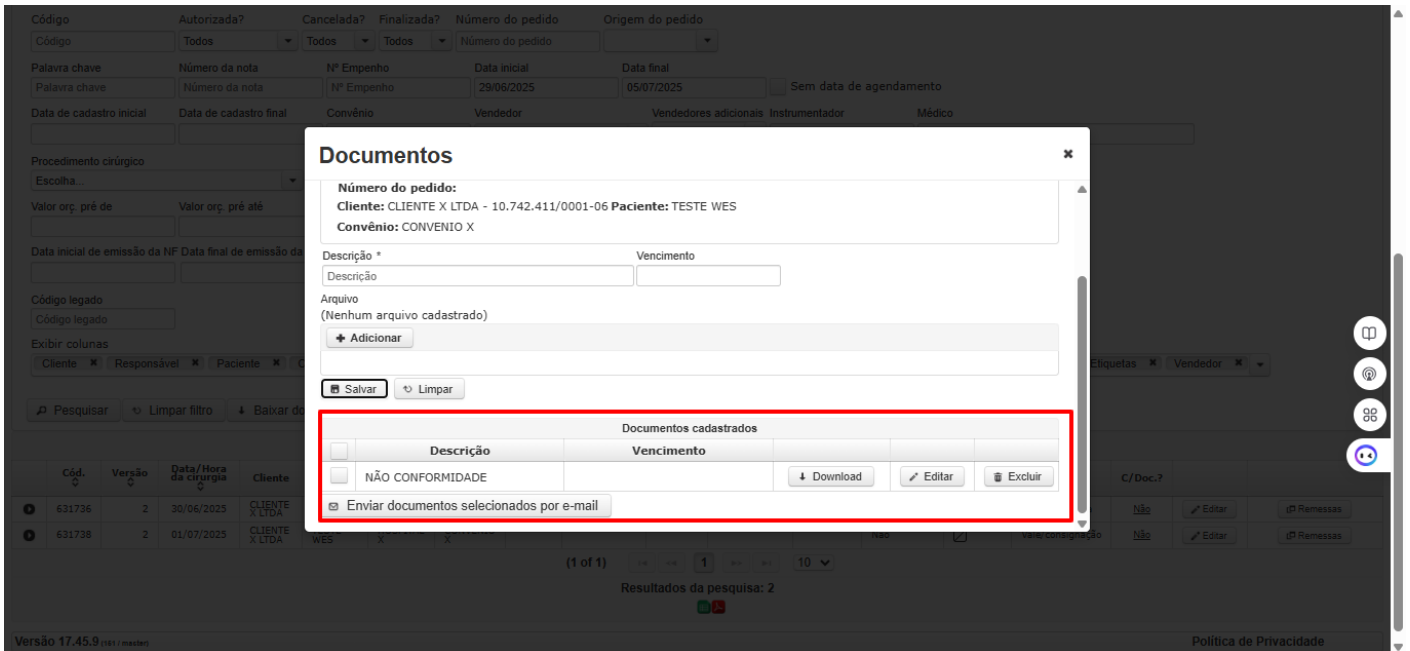 Código Autorizada? Cancelada? Finalizada? Número do pedido Origem do pedido
Código Todos Todos Todos Número do pedido
Palavra chave Número da nota Nº Empenho Data inicial Data final
Palavra chave Número da nota Nº Empenho 29/06/2025 05/07/2025 Sem data de agendamento
Data de cadastro inicial Data de cadastro final Convênio Vendedor Vendedores adicionais Instrumentador Médico
Procedimento cirúrgico
Escolha...
Valor orç. pré de Valor orç. pré até
Data inicial de emissão da NF Data final de emissão da
Código legado
Código legado
Exibir colunas
Cliente Responsável Paciente Etiquetas Vendedor
Pesquisar Limpar filtro Baixar do
Documentos
Número do pedido:
Cliente: CLIENTE X LTDA - 10.742.411/0001-06 Paciente: TESTE WES
Convênio: CONVENIO X
Descrição * Vencimento
Descrição
Arquivo
(Nenhum arquivo cadastrado)
Adicionar
Salvar Limpar
Documentos cadastrados
Descrição Vencimento
NÃO CONFORMIDADE Download Editar Excluir
Enviar documentos selecionados por e-mail
Cód. Versão Data/Hora da cirurgia Cliente C/Doc.?
631736 2 30/06/2025 CLIENTE X LTDA Não Editar Remessas
631738 2 01/07/2025 CLIENTE X LTDA WES X X Não Vale/consignação Não Editar Remessas
(1 of 1) 1 10
Resultados da pesquisa: 2
Versão 17.45.9 (161 / master) Política de Privacidade